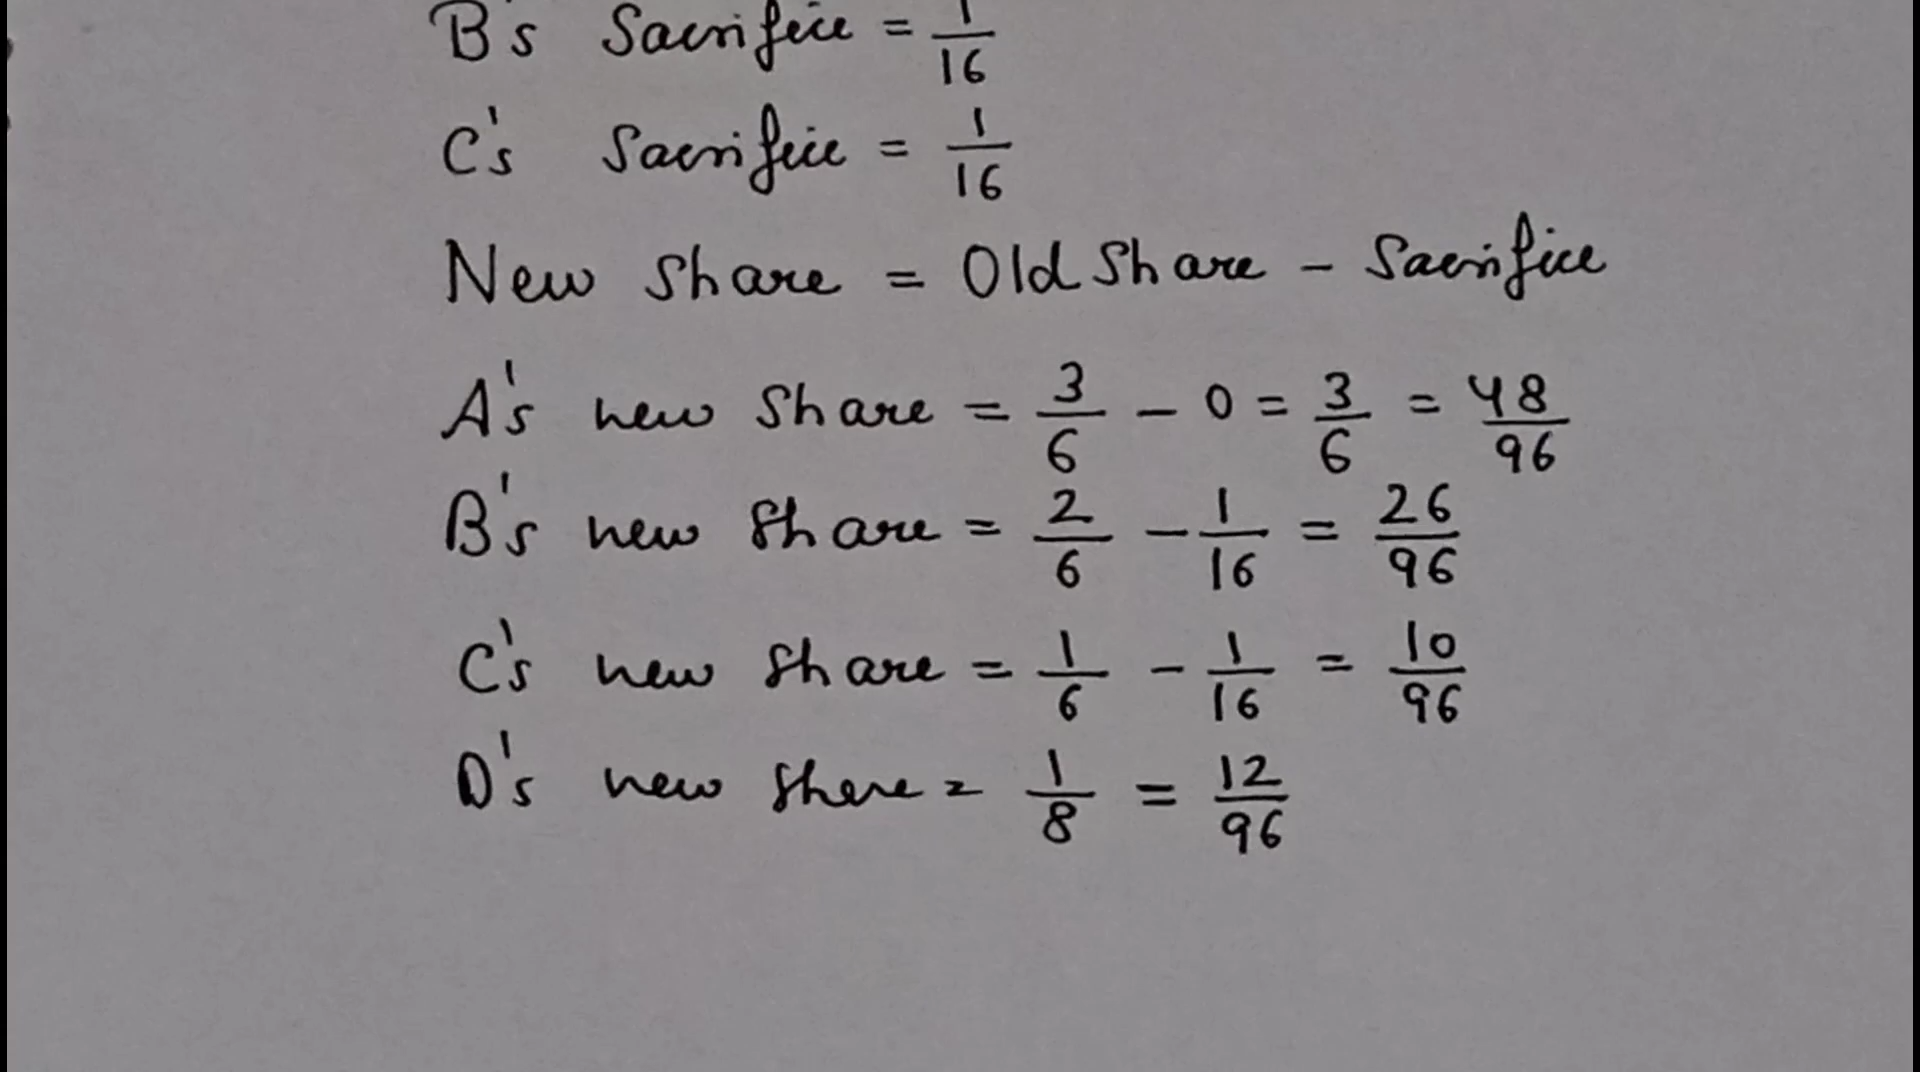 B's Sacrifice = 1/16
C's Sacrifice = 1/16
New Share = Old Share - Sacrifice
A's new Share = 3/6 - 0 = 3/6 = 48/96
B's new Share = 2/6 - 1/16 = 26/96
C's new Share = 1/6 - 1/16 = 10/96
D's new Share = 1/8 = 12/96